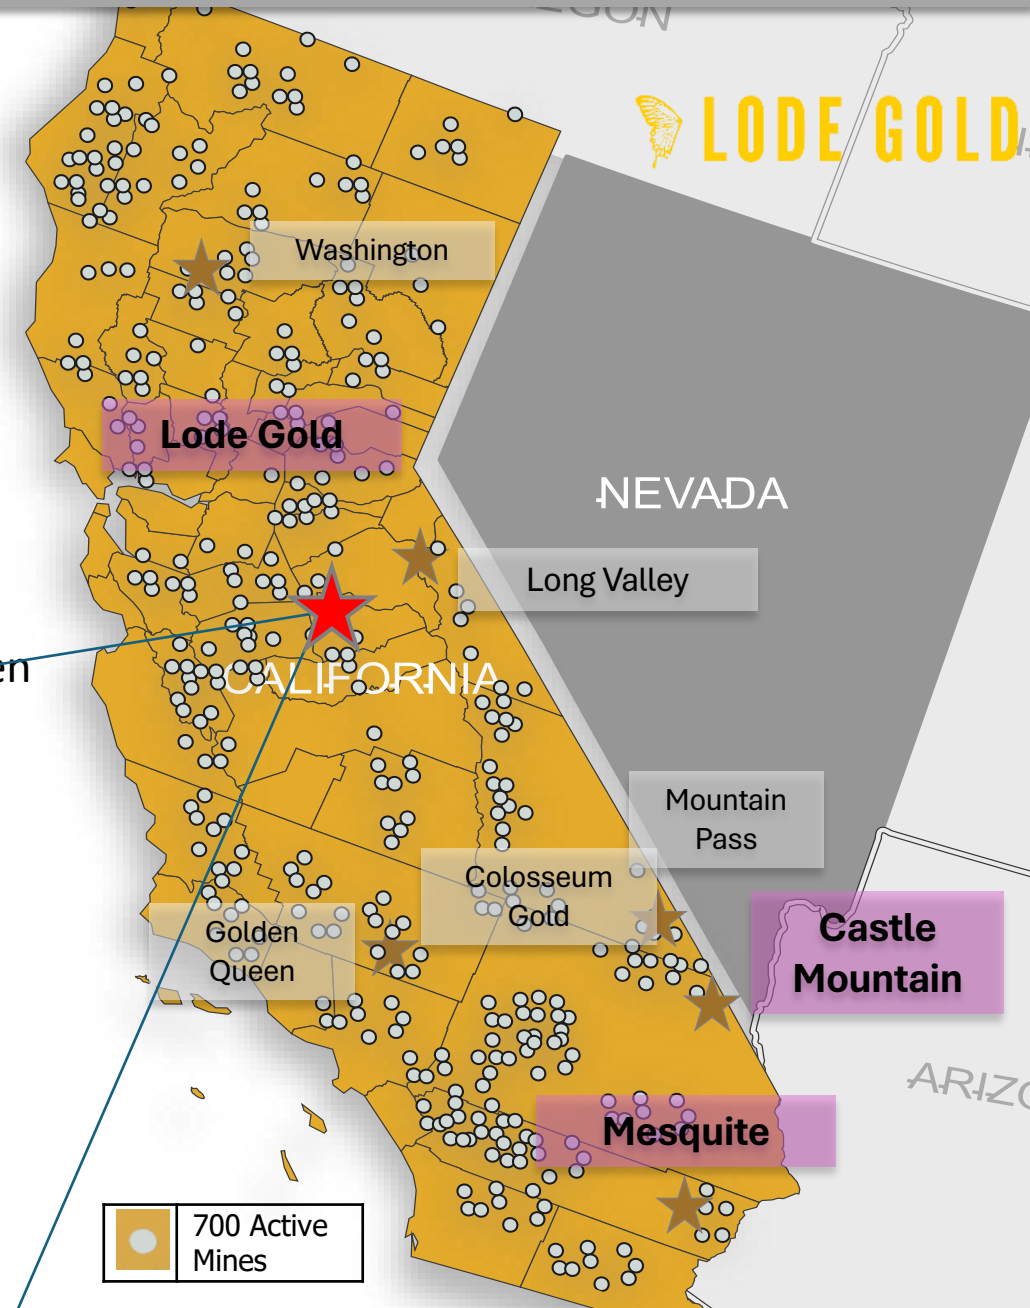 LODE GOLD
Washington
Lode Gold
NEVADA
Long Valley
en
CALIFORNIA
Mountain
Pass
Colosseum
Gold
Castle
Mountain
Golden
Queen
Mesquite
700 Active
Mines